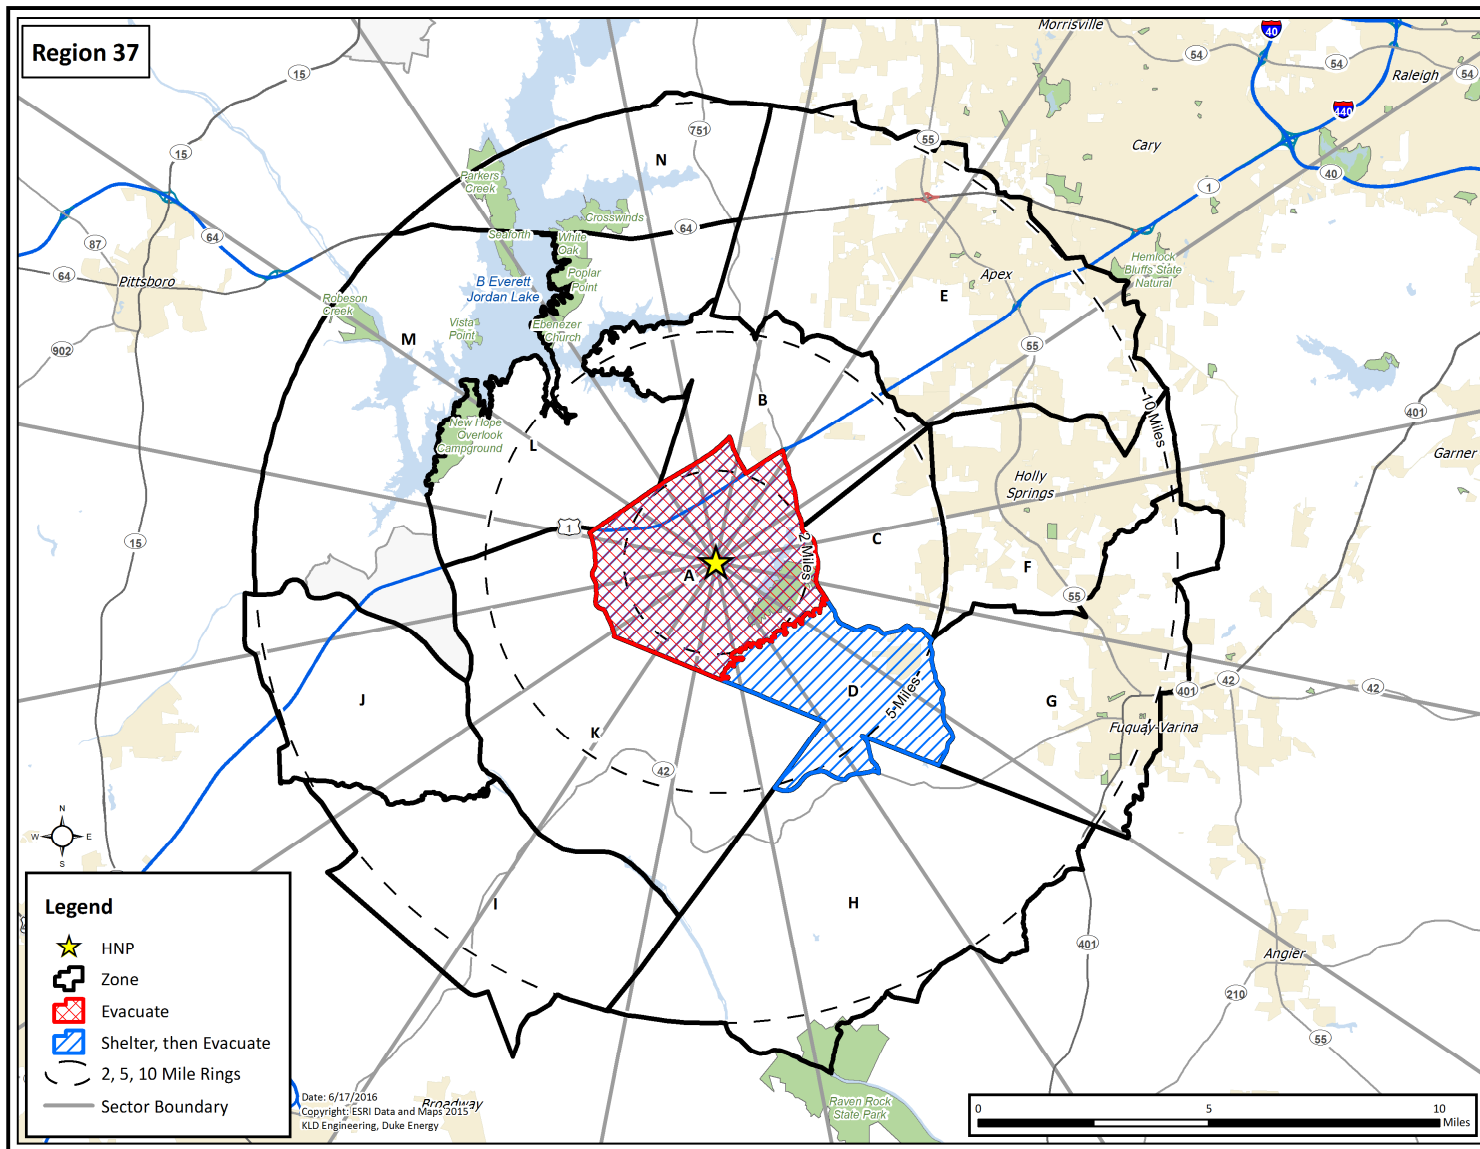 Region 37
Morrisville
40
54
54
54
Raleigh
15
440
751
55
Cary
15
N
40
Parkers
Creek
1
Crosswinds
64
64
87
Seaforth
White
Oak
Hemlock
Bluffs State
Natural
64
Pittsboro
B Everett
Jordan Lake
Poplar
Point
Apex
E
Robeson
Creek
Vista
Point
Ebenezer
Church
M
55
902
B
10 Miles
401
New Hope
Overlook
Campground
L
Garner
Holly
Springs
1
15
2 Miles
C
A
F
55
J
D
5 Miles
G
42
42
401
Fuquay-Varina
K
42
N
W
E
S
Legend
HNP
Zone
Evacuate
Shelter, then Evacuate
2, 5, 10 Mile Rings
Sector Boundary
I
H
401
Angier
210
55
Date: 6/17/2016
Copyright: ESRI Data and Maps 2015
KLD Engineering, Duke Energy
Broadway
Raven Rock
State Park
0
5
10
Miles